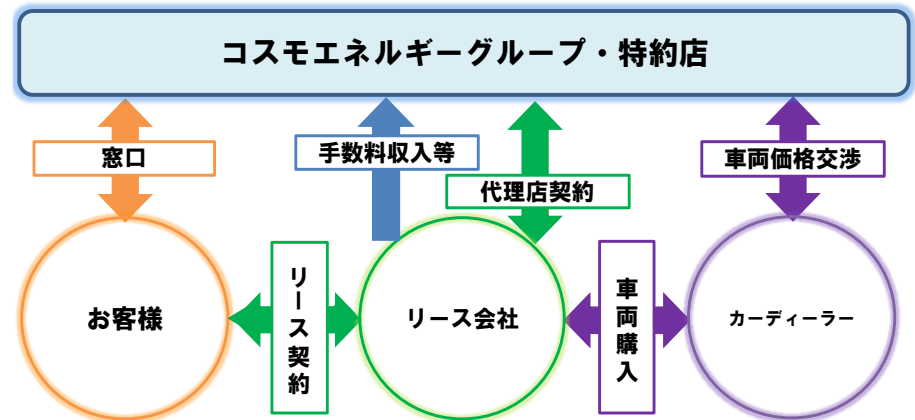 コスモエネルギーグループ・特約店
窓口
手数料収入等
代理店契約
車両価格交渉
お客様
リース契約
リース会社
車両購入
カーディーラー